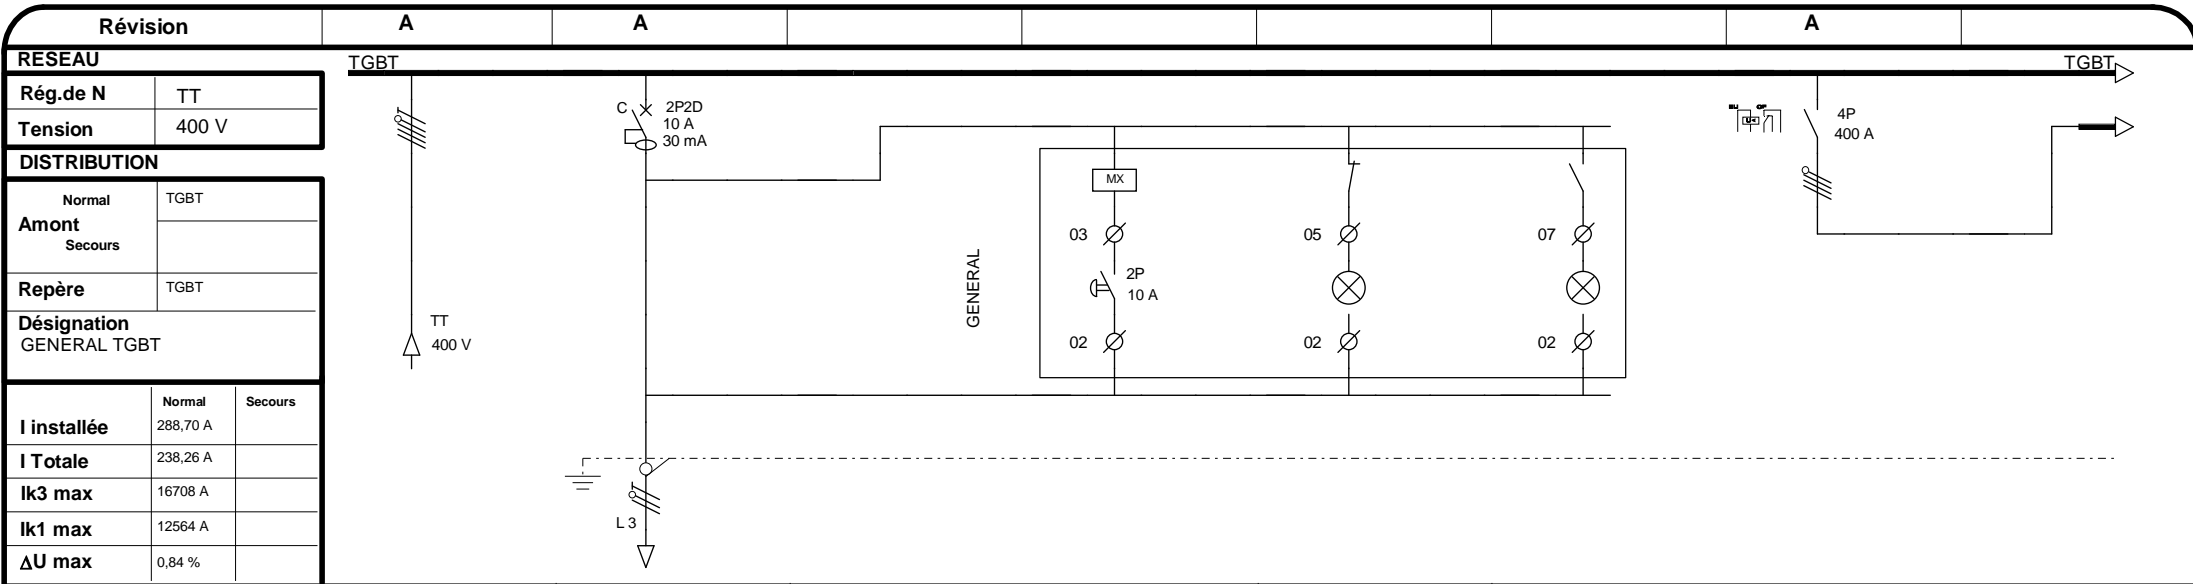 Révision A A A
RESEAU
Rég.de N TT
Tension 400 V
DISTRIBUTION
Normal TGBT
Amont
Secours
Repère TGBT
Désignation
GENERAL TGBT
Normal Secours
I installée 288,70 A
I Totale 238,26 A
Ik3 max 16708 A
Ik1 max 12564 A
ΔU max 0,84 %
TGBT TGBT
C 2P2D
10 A
30 mA
4P
400 A
MX
03 05 07
2P
10 A
GENERAL
02 02 02
TT
400 V
L 3